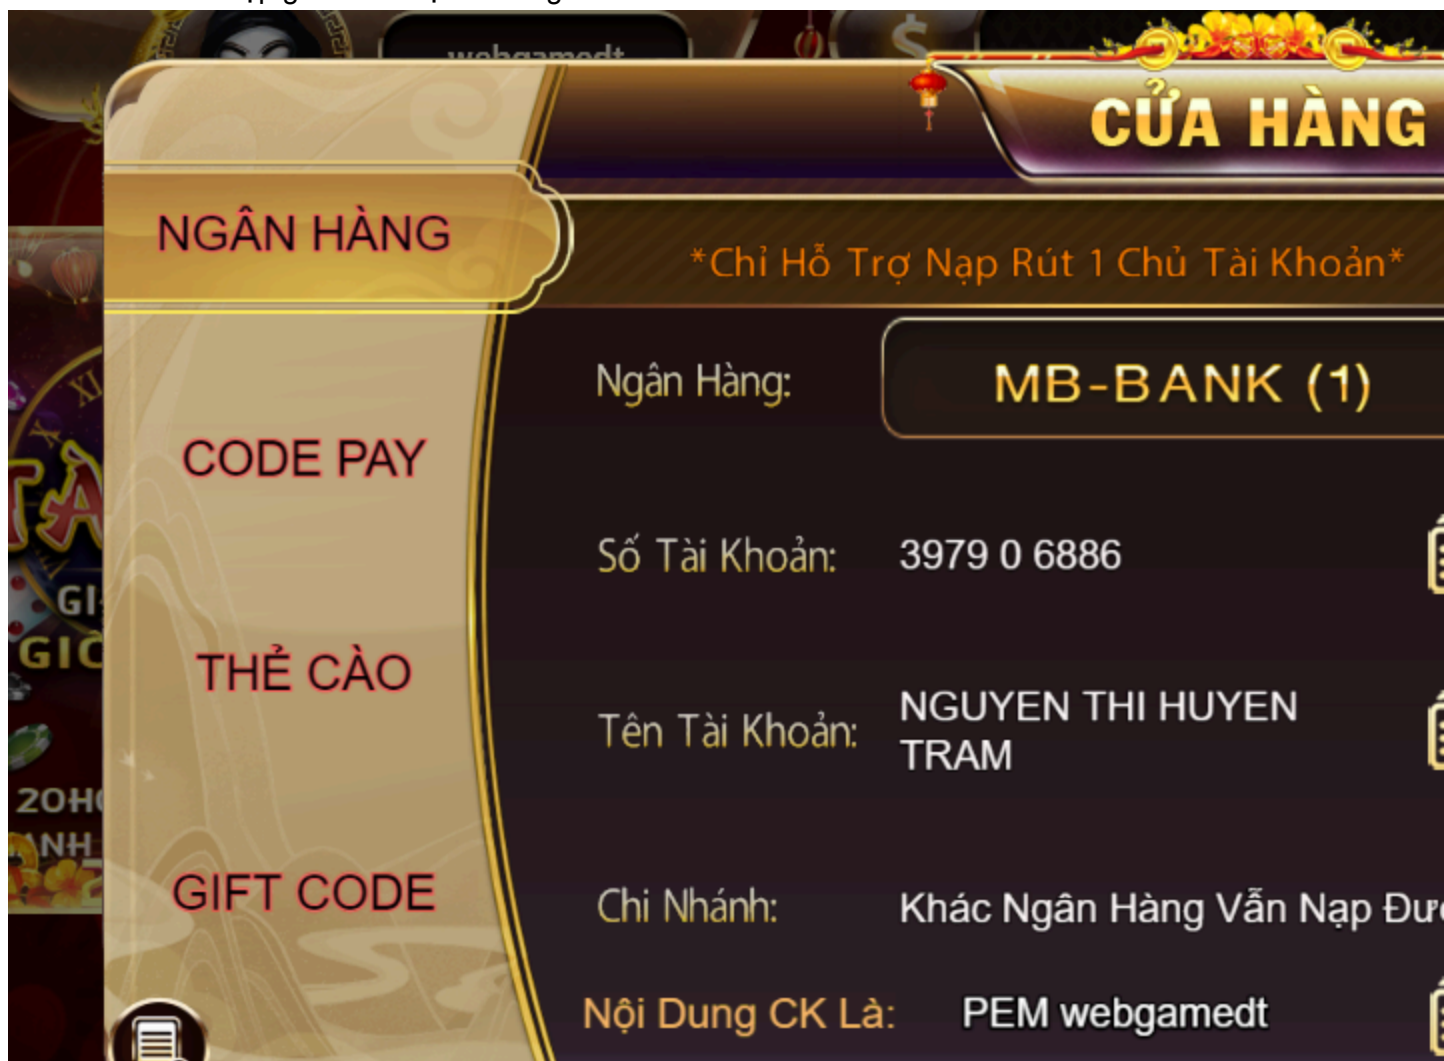 webgamedt
CỬA HÀNG
NGÂN HÀNG
*Chỉ Hỗ Trợ Nạp Rút 1 Chủ Tài Khoản*
Ngân Hàng:
MB-BANK (1)
CODE PAY
Số Tài Khoản:
3979 0 6886
THẺ CÀO
Tên Tài Khoản:
NGUYEN THI HUYEN
TRAM
GIFT CODE
Chi Nhánh:
Khác Ngân Hàng Vẫn Nạp
Nội Dung CK Là:
PEM webgamedt